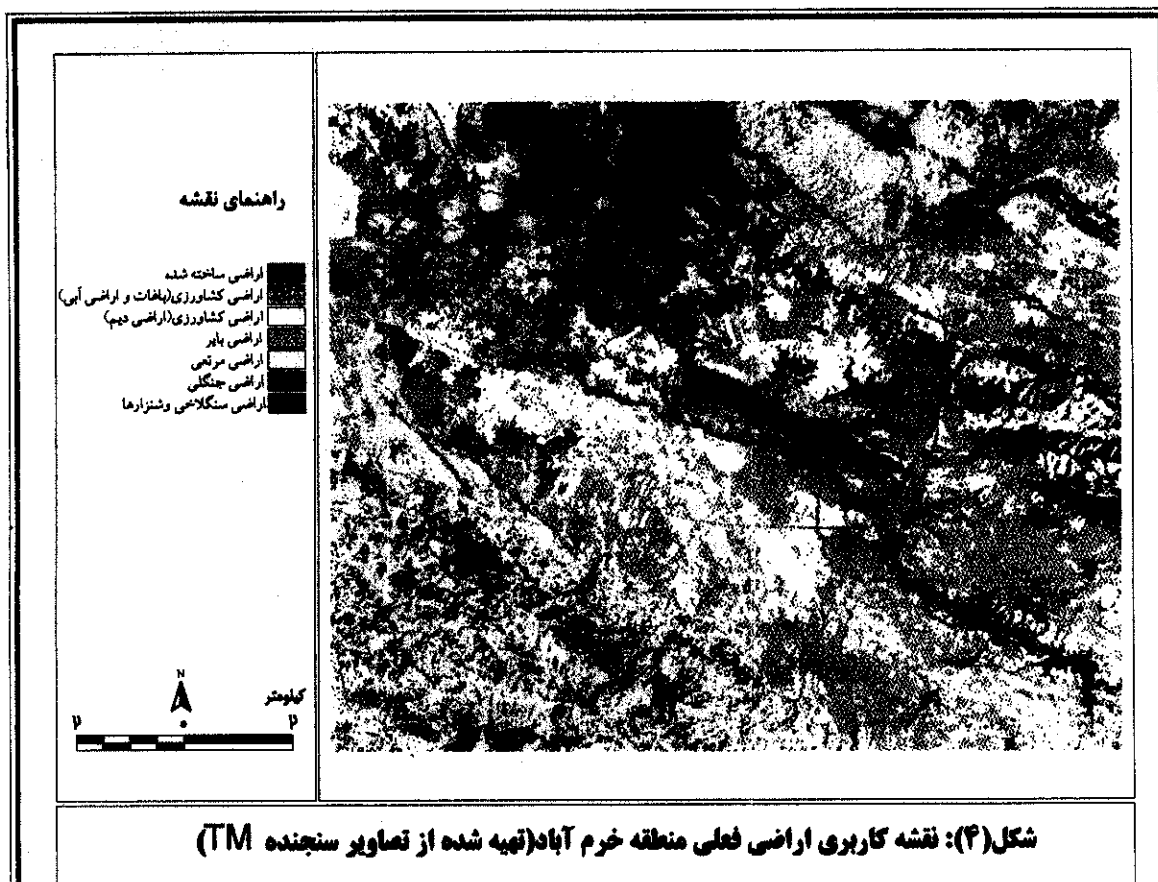 راهنمای نقشه
اراضی ساخته شده
اراضی کشاورزی(باغات و اراضی آبی)
اراضی کشاورزی(اراضی دیم)
اراضی بایر
اراضی مرتعی
اراضی جنگلی
اراضی سنگلاخی وشنزارها
N
کیلومتر
۲ ۰ ۲
شکل(۴): نقشه کاربری اراضی فعلی منطقه خرم آباد(تهیه شده از تصاویر سنجنده TM)